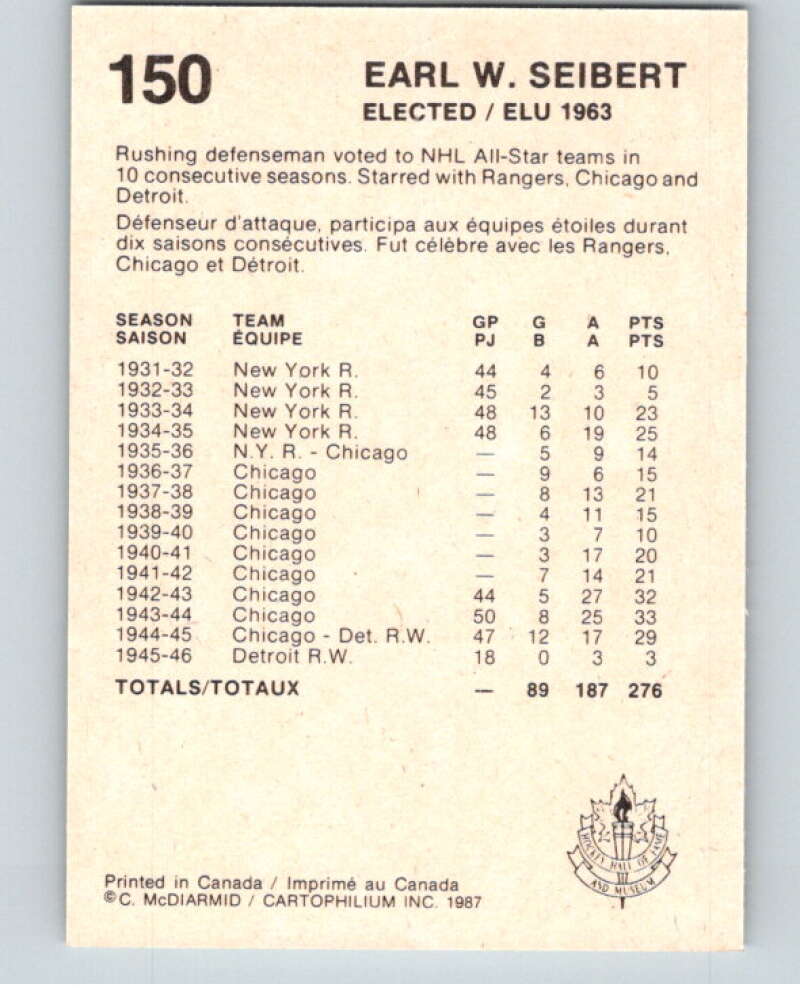 150 EARL W. SEIBERT
ELECTED / ELU 1963
Rushing defenseman voted to NHL All-Star teams in
10 consecutive seasons. Starred with Rangers, Chicago and
Detroit.
Défenseur d'attaque, participa aux équipes étoiles durant
dix saisons consécutives. Fut célèbre avec les Rangers,
Chicago et Détroit.
SEASON TEAM GP G A PTS
SAISON ÉQUIPE PJ B A PTS
1931-32 New York R. 44 4 6 10
1932-33 New York R. 45 2 3 5
1933-34 New York R. 48 13 10 23
1934-35 New York R. 48 6 19 25
1935-36 N.Y. R. - Chicago — 5 9 14
1936-37 Chicago — 9 6 15
1937-38 Chicago — 8 13 21
1938-39 Chicago — 4 11 15
1939-40 Chicago — 3 7 10
1940-41 Chicago — 3 17 20
1941-42 Chicago — 7 14 21
1942-43 Chicago 44 5 27 32
1943-44 Chicago 50 8 25 33
1944-45 Chicago - Det. R.W. 47 12 17 29
1945-46 Detroit R.W. 18 0 3 3
TOTALS/TOTAUX — 89 187 276
HOCKEY HALL OF FAME
AND MUSEUM
Printed in Canada / Imprimé au Canada
©C. McDIARMID / CARTOPHILIUM INC. 1987